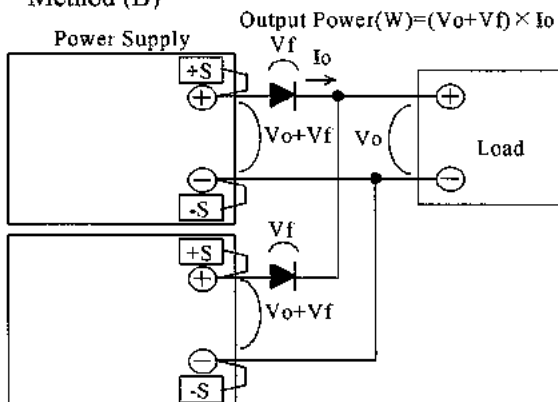 Method (B)
Output Power(W)=(Vo+Vf)×Io
Power Supply
Vf
Io
+S
+
+
Vo+Vf
Vo
Load
−
−
-S
Vf
+S
+
Vo+Vf
−
-S